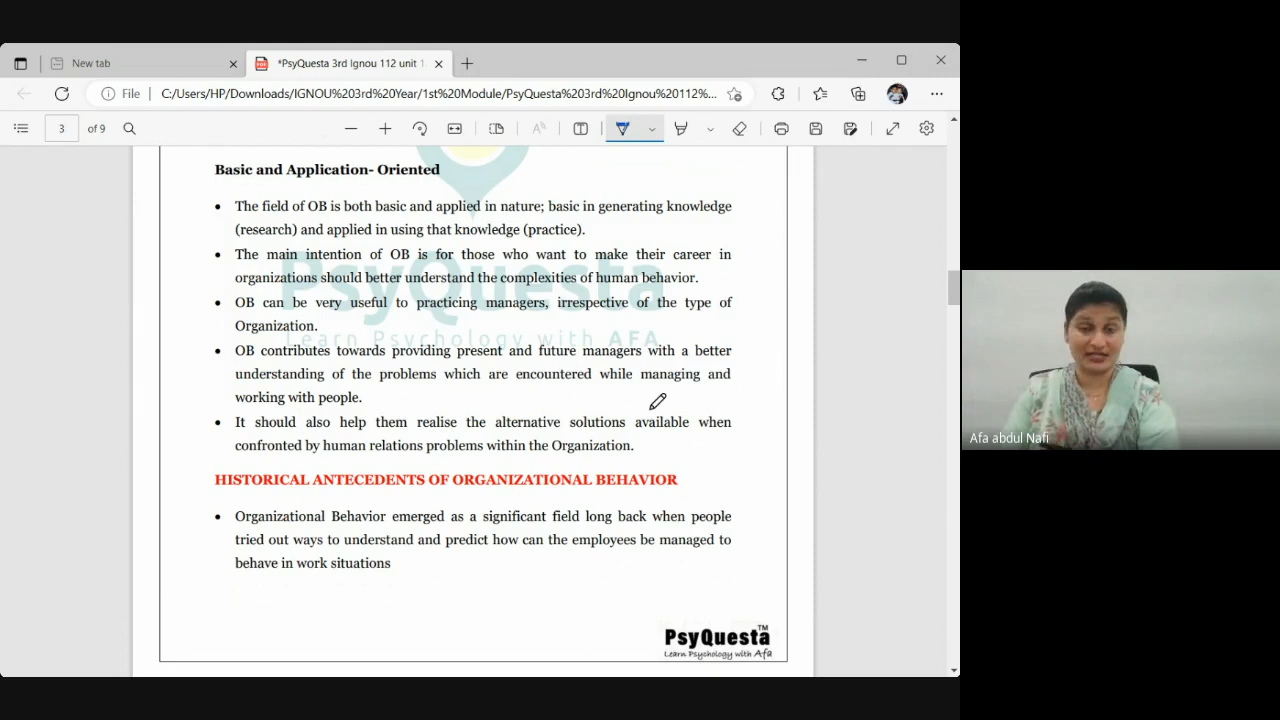 New tab
*PsyQuesta 3rd Ignou 112 unit 1
File
C:/Users/HP/Downloads/IGNOU%203rd%20Year/1st%20Module/PsyQuesta%203rd%20Ignou%20112%...
3 of 9
Basic and Application- Oriented
• The field of OB is both basic and applied in nature; basic in generating knowledge
(research) and applied in using that knowledge (practice).
• The main intention of OB is for those who want to make their career in
organizations should better understand the complexities of human behavior.
• OB can be very useful to practicing managers, irrespective of the type of
Organization.
• OB contributes towards providing present and future managers with a better
understanding of the problems which are encountered while managing and
working with people.
• It should also help them realise the alternative solutions available when
confronted by human relations problems within the Organization.
PsyQuesta
Learn Psychology with AFA
HISTORICAL ANTECEDENTS OF ORGANIZATIONAL BEHAVIOR
• Organizational Behavior emerged as a significant field long back when people
tried out ways to understand and predict how can the employees be managed to
behave in work situations
PsyQuesta™
Learn Psychology with Afa
Afa abdul Nafi